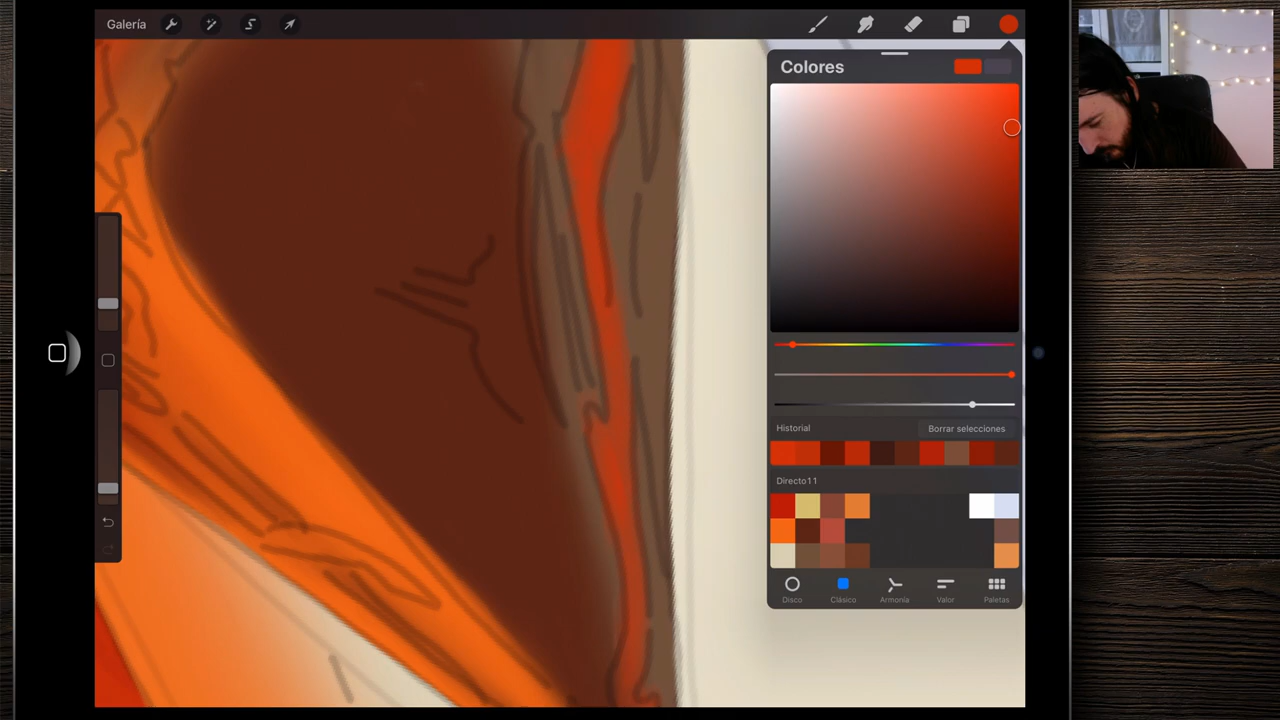 Galería
Colores
Historial
Borrar selecciones
Directo11
Disco
Clásico
Armonía
Valor
Paletas